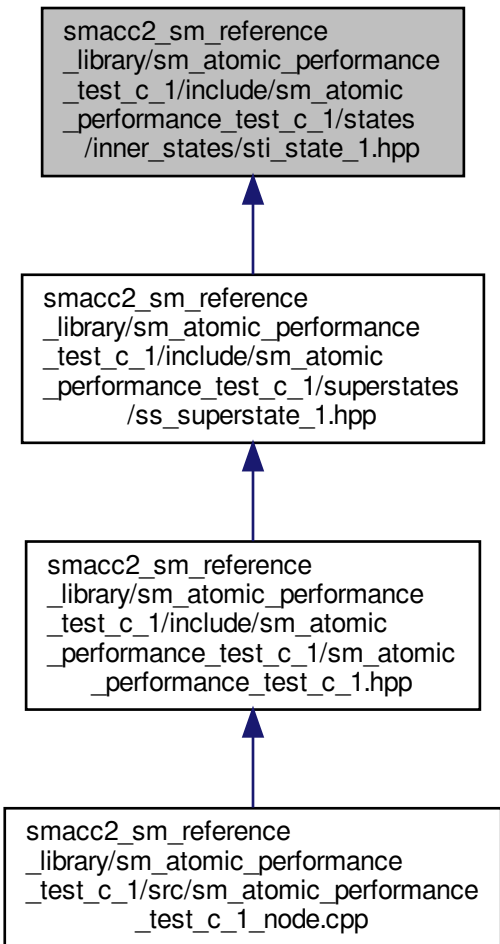 smacc2_sm_reference
_library/sm_atomic_performance
_test_c_1/include/sm_atomic
_performance_test_c_1/states
/inner_states/sti_state_1.hpp
smacc2_sm_reference
_library/sm_atomic_performance
_test_c_1/include/sm_atomic
_performance_test_c_1/superstates
/ss_superstate_1.hpp
smacc2_sm_reference
_library/sm_atomic_performance
_test_c_1/include/sm_atomic
_performance_test_c_1/sm_atomic
_performance_test_c_1.hpp
smacc2_sm_reference
_library/sm_atomic_performance
_test_c_1/src/sm_atomic_performance
_test_c_1_node.cpp